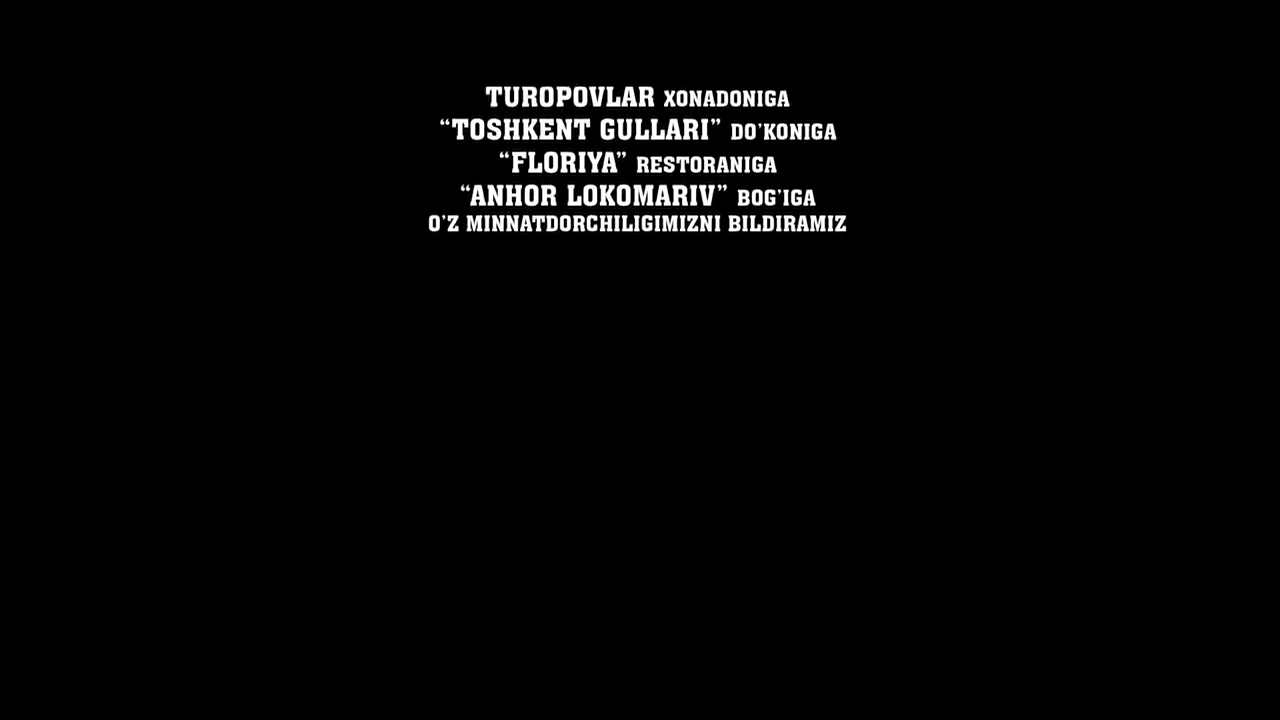 TUROPOVLAR XONADONIGA
“TOSHKENT GULLARI” DO’KONIGA
“FLORIYA” RESTORANIGA
“ANHOR LOKOMARIV” BOG’IGA
O’Z MINNATDORCHILIGIMIZNI BILDIRAMIZ